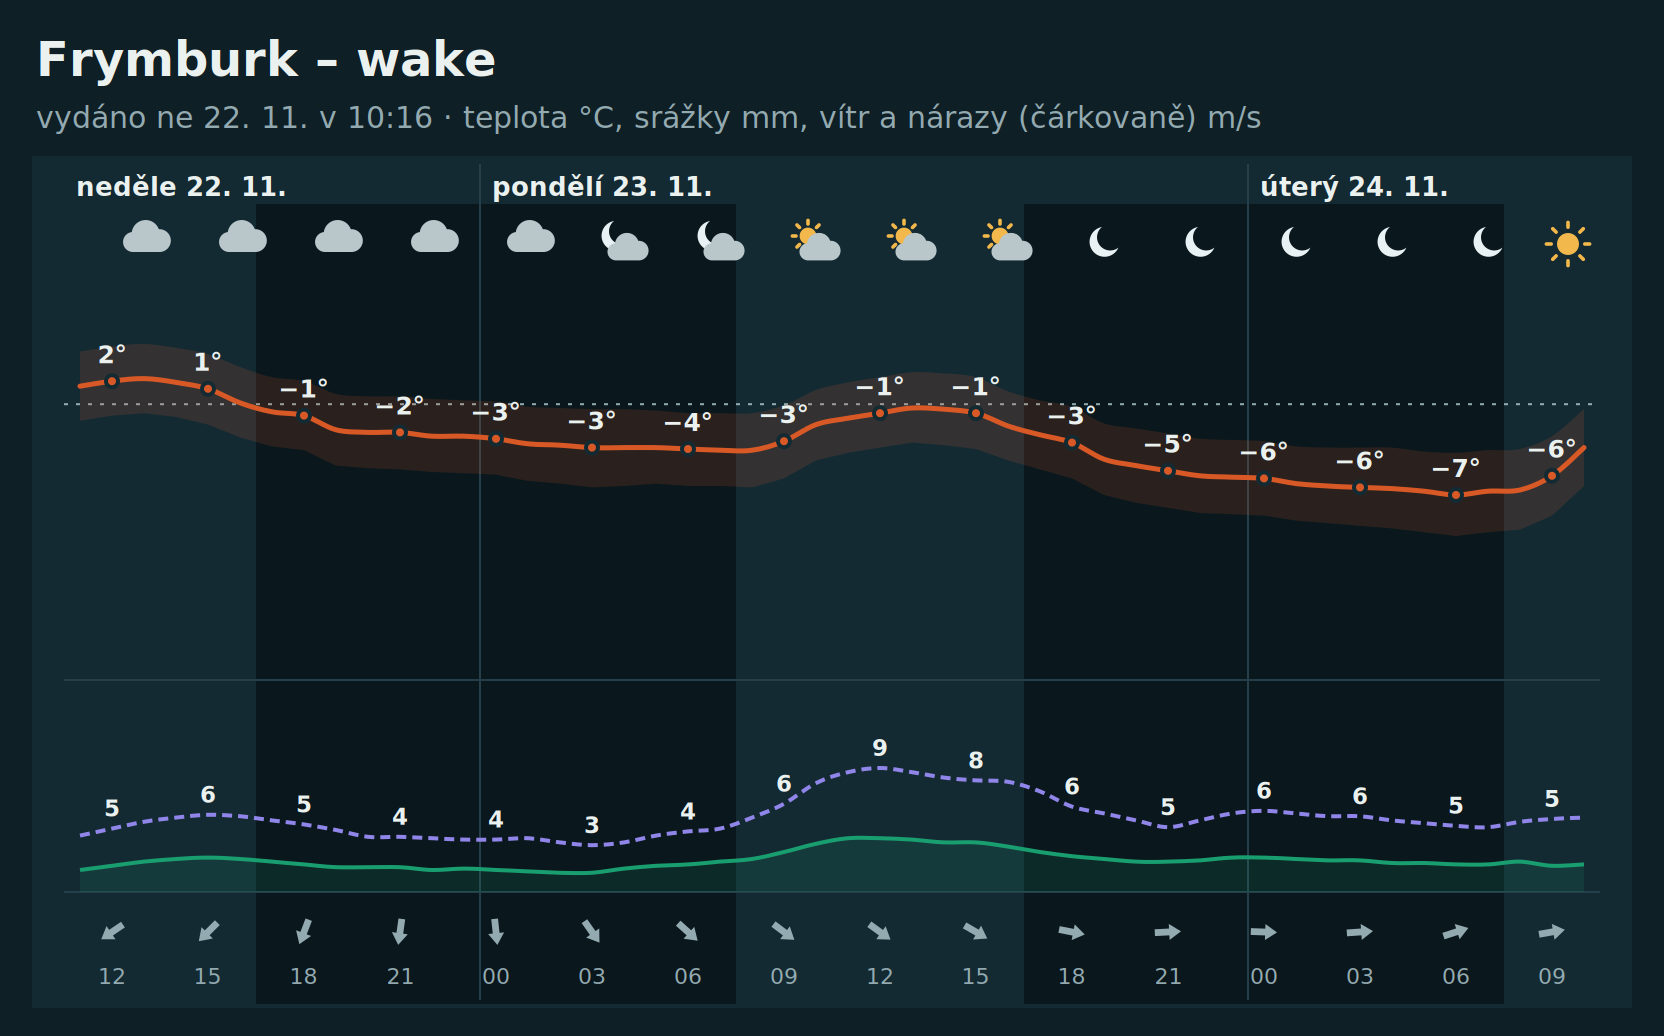 Frymburk – wake
vydáno ne 22. 11. v 10:16 · teplota °C, srážky mm, vítr a nárazy (čárkovaně) m/s
neděle 22. 11. pondělí 23. 11. úterý 24. 11.
2° 1° −1° −2° −3° −3° −4° −3° −1° −1° −3° −5° −6° −6° −7° −6°
5 6 5 4 4 3 4 6 9 8 6 5 6 6 5 5
12 15 18 21 00 03 06 09 12 15 18 21 00 03 06 09